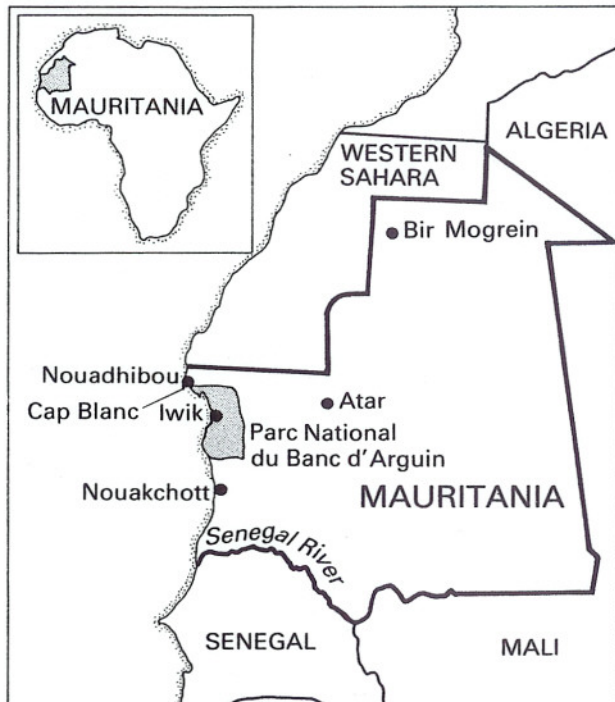 MAURITANIA
ALGERIA
WESTERN
SAHARA
Bir Mogrein
Nouadhibou
Cap Blanc
Iwik
Atar
Parc National
du Banc d'Arguin
Nouakchott
MAURITANIA
Senegal River
SENEGAL
MALI